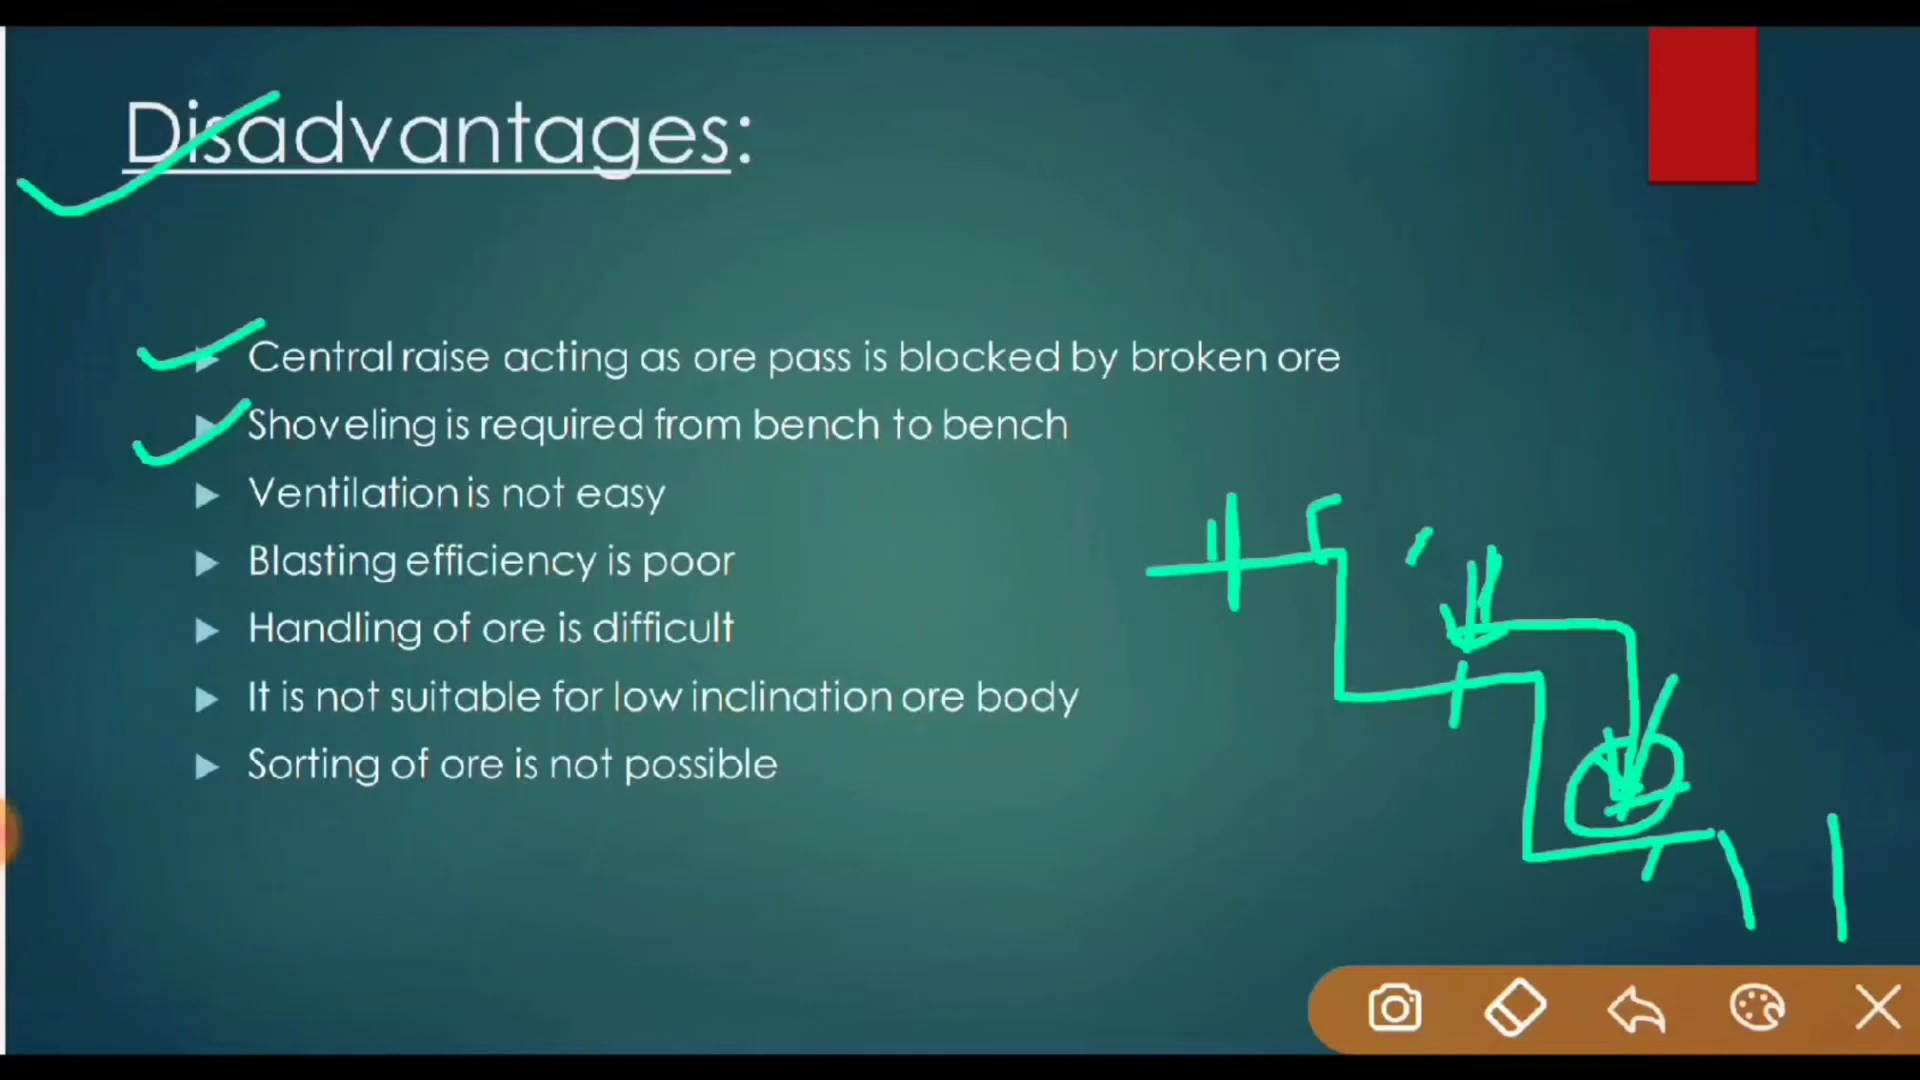 Disadvantages:
Central raise acting as ore pass is blocked by broken ore
Shoveling is required from bench to bench
Ventilation is not easy
Blasting efficiency is poor
Handling of ore is difficult
It is not suitable for low inclination ore body
Sorting of ore is not possible